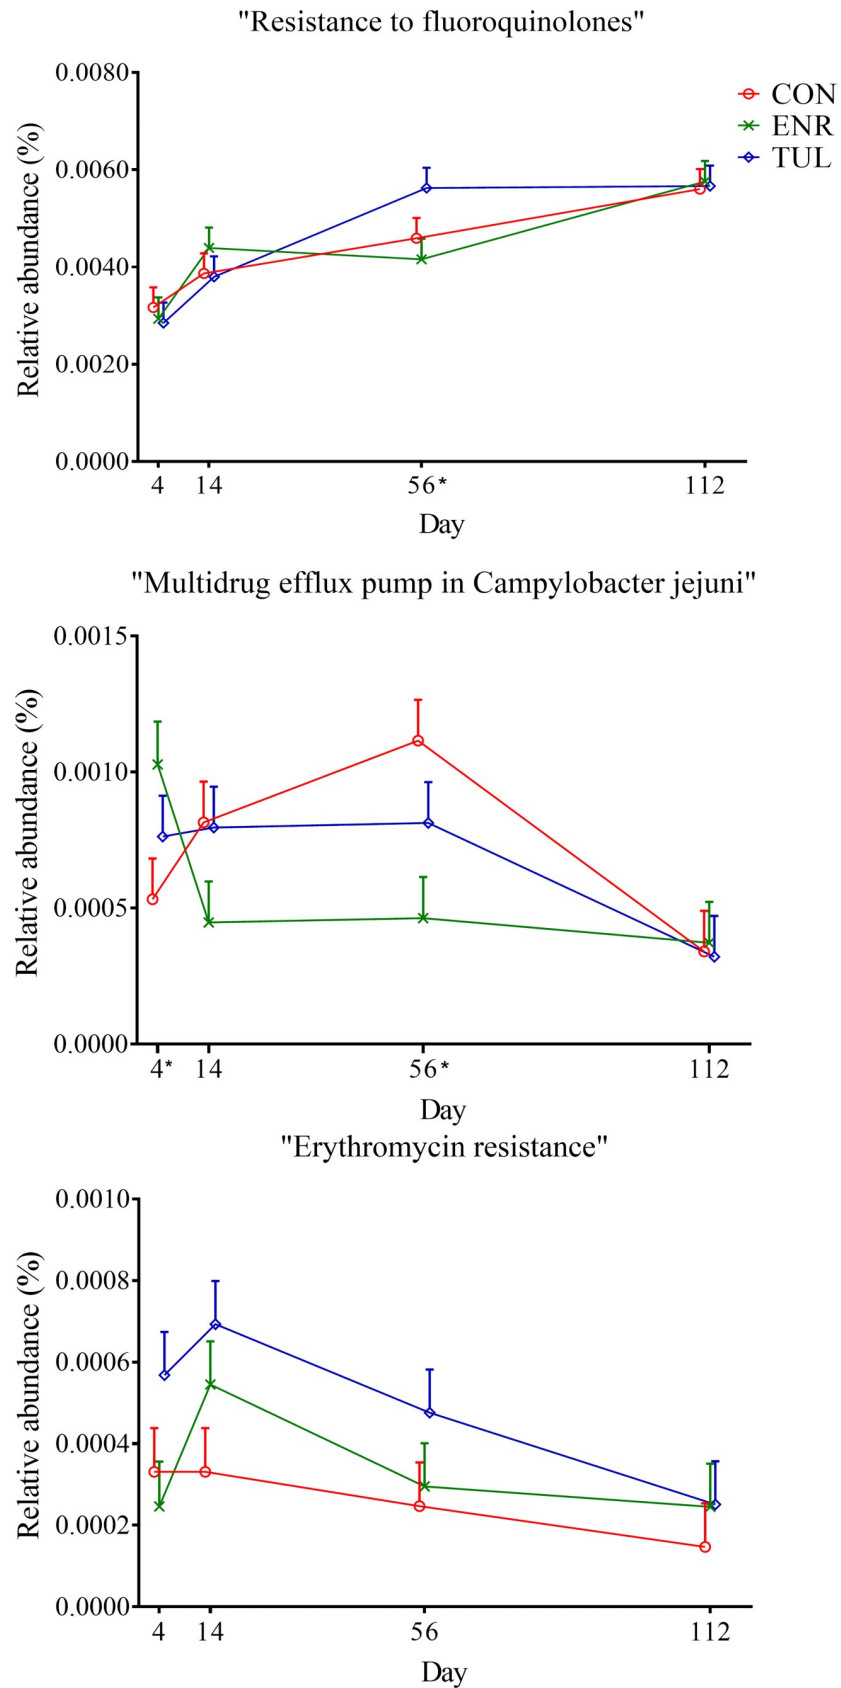 "Resistance to fluoroquinolones"
CON
ENR
TUL
Relative abundance (%)
0.0080
0.0060
0.0040
0.0020
0.0000
4 14 56* 112
Day
"Multidrug efflux pump in Campylobacter jejuni"
Relative abundance (%)
0.0015
0.0010
0.0005
0.0000
4* 14 56* 112
Day
"Erythromycin resistance"
Relative abundance (%)
0.0010
0.0008
0.0006
0.0004
0.0002
0.0000
4 14 56 112
Day